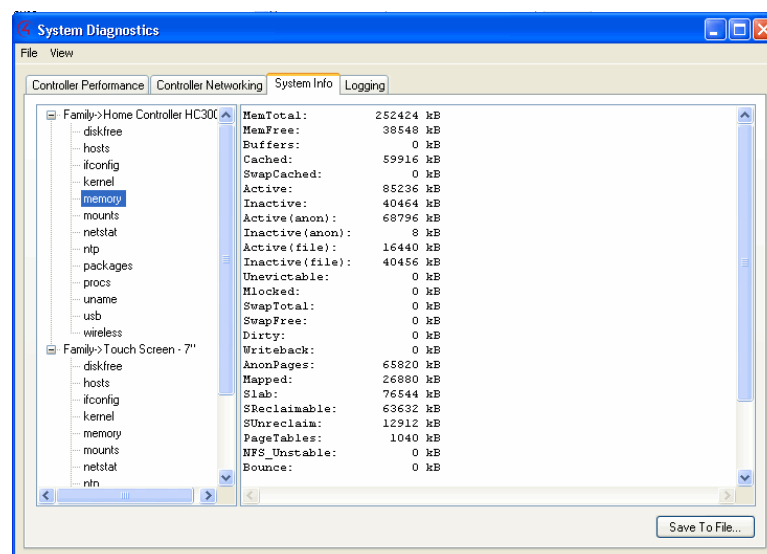 System Diagnostics
File View
Controller Performance Controller Networking System Info Logging
Family->Home Controller HC300
diskfree
hosts
ifconfig
kernel
memory
mounts
netstat
ntp
packages
procs
uname
usb
wireless
Family->Touch Screen - 7"
diskfree
hosts
ifconfig
kernel
memory
mounts
netstat
ntp
MemTotal: 252424 kB
MemFree: 38548 kB
Buffers: 0 kB
Cached: 59916 kB
SwapCached: 0 kB
Active: 85236 kB
Inactive: 40464 kB
Active(anon): 68796 kB
Inactive(anon): 8 kB
Active(file): 16440 kB
Inactive(file): 40456 kB
Unevictable: 0 kB
Mlocked: 0 kB
SwapTotal: 0 kB
SwapFree: 0 kB
Dirty: 0 kB
Writeback: 0 kB
AnonPages: 65820 kB
Mapped: 26880 kB
Slab: 76544 kB
SReclaimable: 63632 kB
SUnreclaim: 12912 kB
PageTables: 1040 kB
NFS_Unstable: 0 kB
Bounce: 0 kB
Save To File...